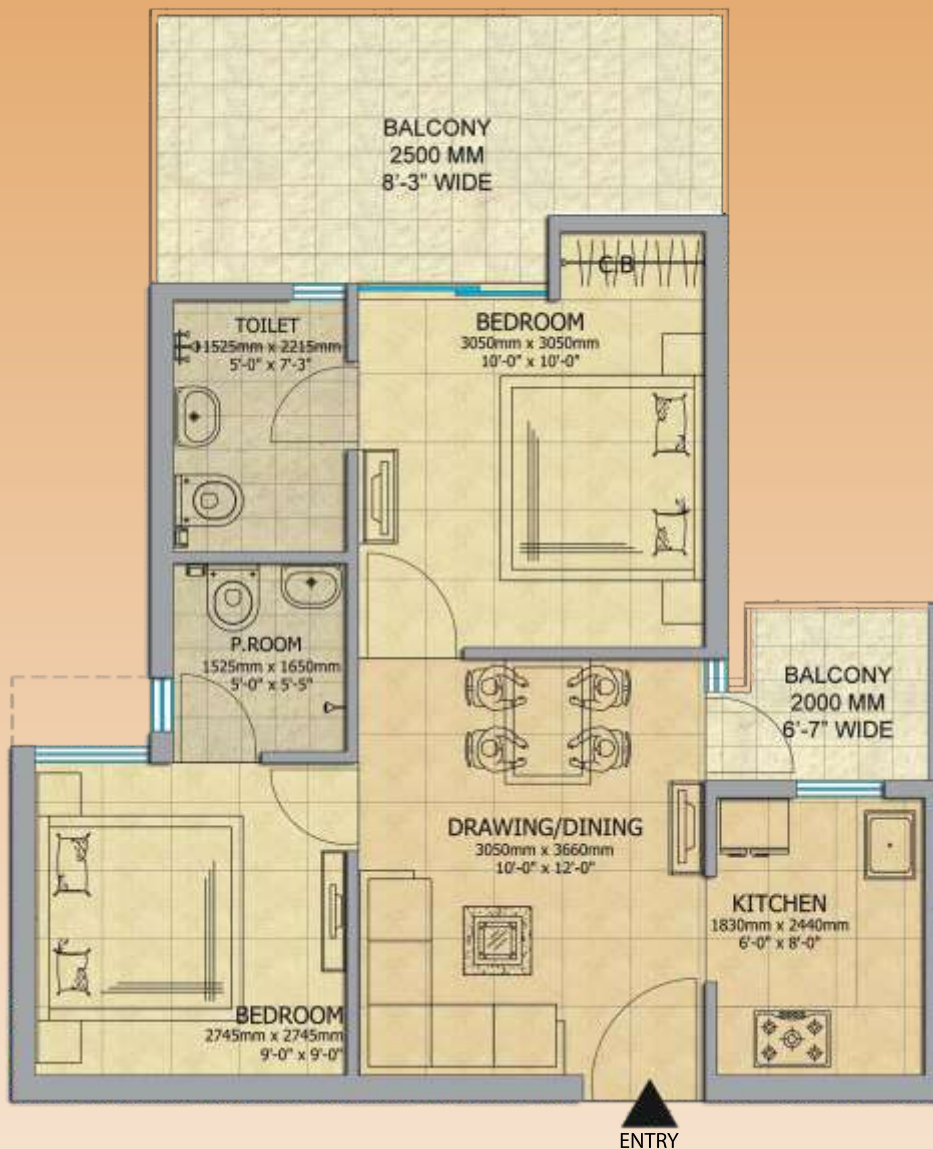 BALCONY
2500 MM
8'-3" WIDE
C.B
TOILET
1525mm x 2215mm
5'-0" x 7'-3"
BEDROOM
3050mm x 3050mm
10'-0" x 10'-0"
P.ROOM
1525mm x 1650mm
5'-0" x 5'-5"
BALCONY
2000 MM
6'-7" WIDE
DRAWING/DINING
3050mm x 3660mm
10'-0" x 12'-0"
KITCHEN
1830mm x 2440mm
6'-0" x 8'-0"
BEDROOM
2745mm x 2745mm
9'-0" x 9'-0"
ENTRY